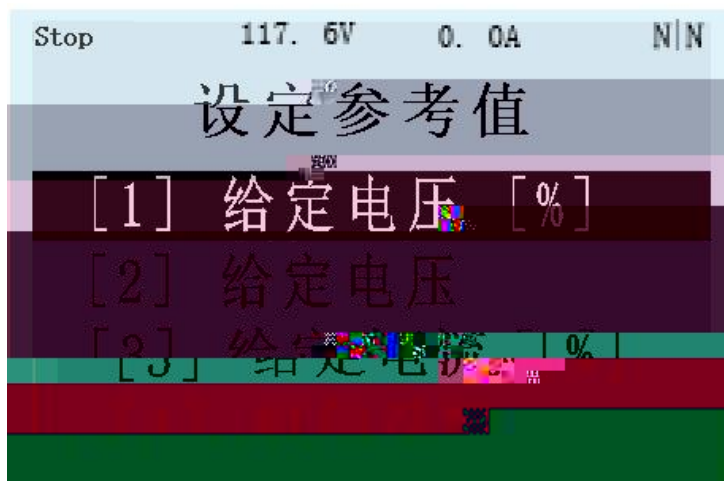 Stop 117. 6V 0. 0A N|N
设定参考值
[1] 给定电压 [%]
[2] 给定电压
[3] 给定电流 [%]